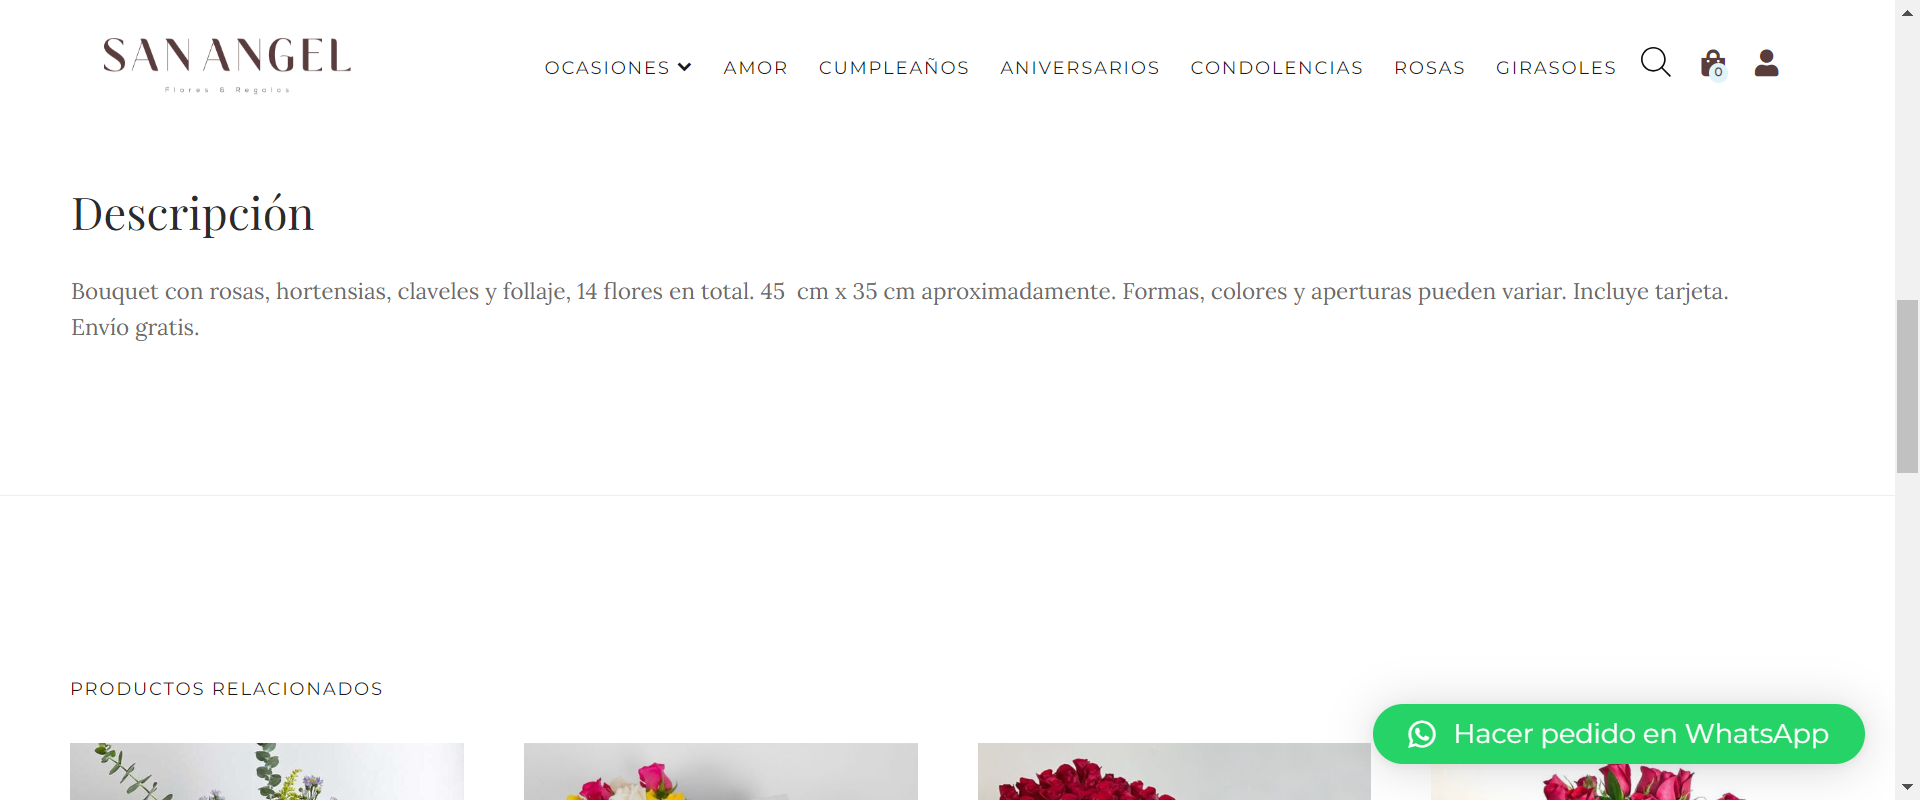 SAN ANGEL
Flores & Regalos
OCASIONES
AMOR
CUMPLEAÑOS
ANIVERSARIOS
CONDOLENCIAS
ROSAS
GIRASOLES
0
Descripción
Bouquet con rosas, hortensias, claveles y follaje, 14 flores en total. 45  cm x 35 cm aproximadamente. Formas, colores y aperturas pueden variar. Incluye tarjeta.
Envío gratis.
PRODUCTOS RELACIONADOS
Hacer pedido en WhatsApp